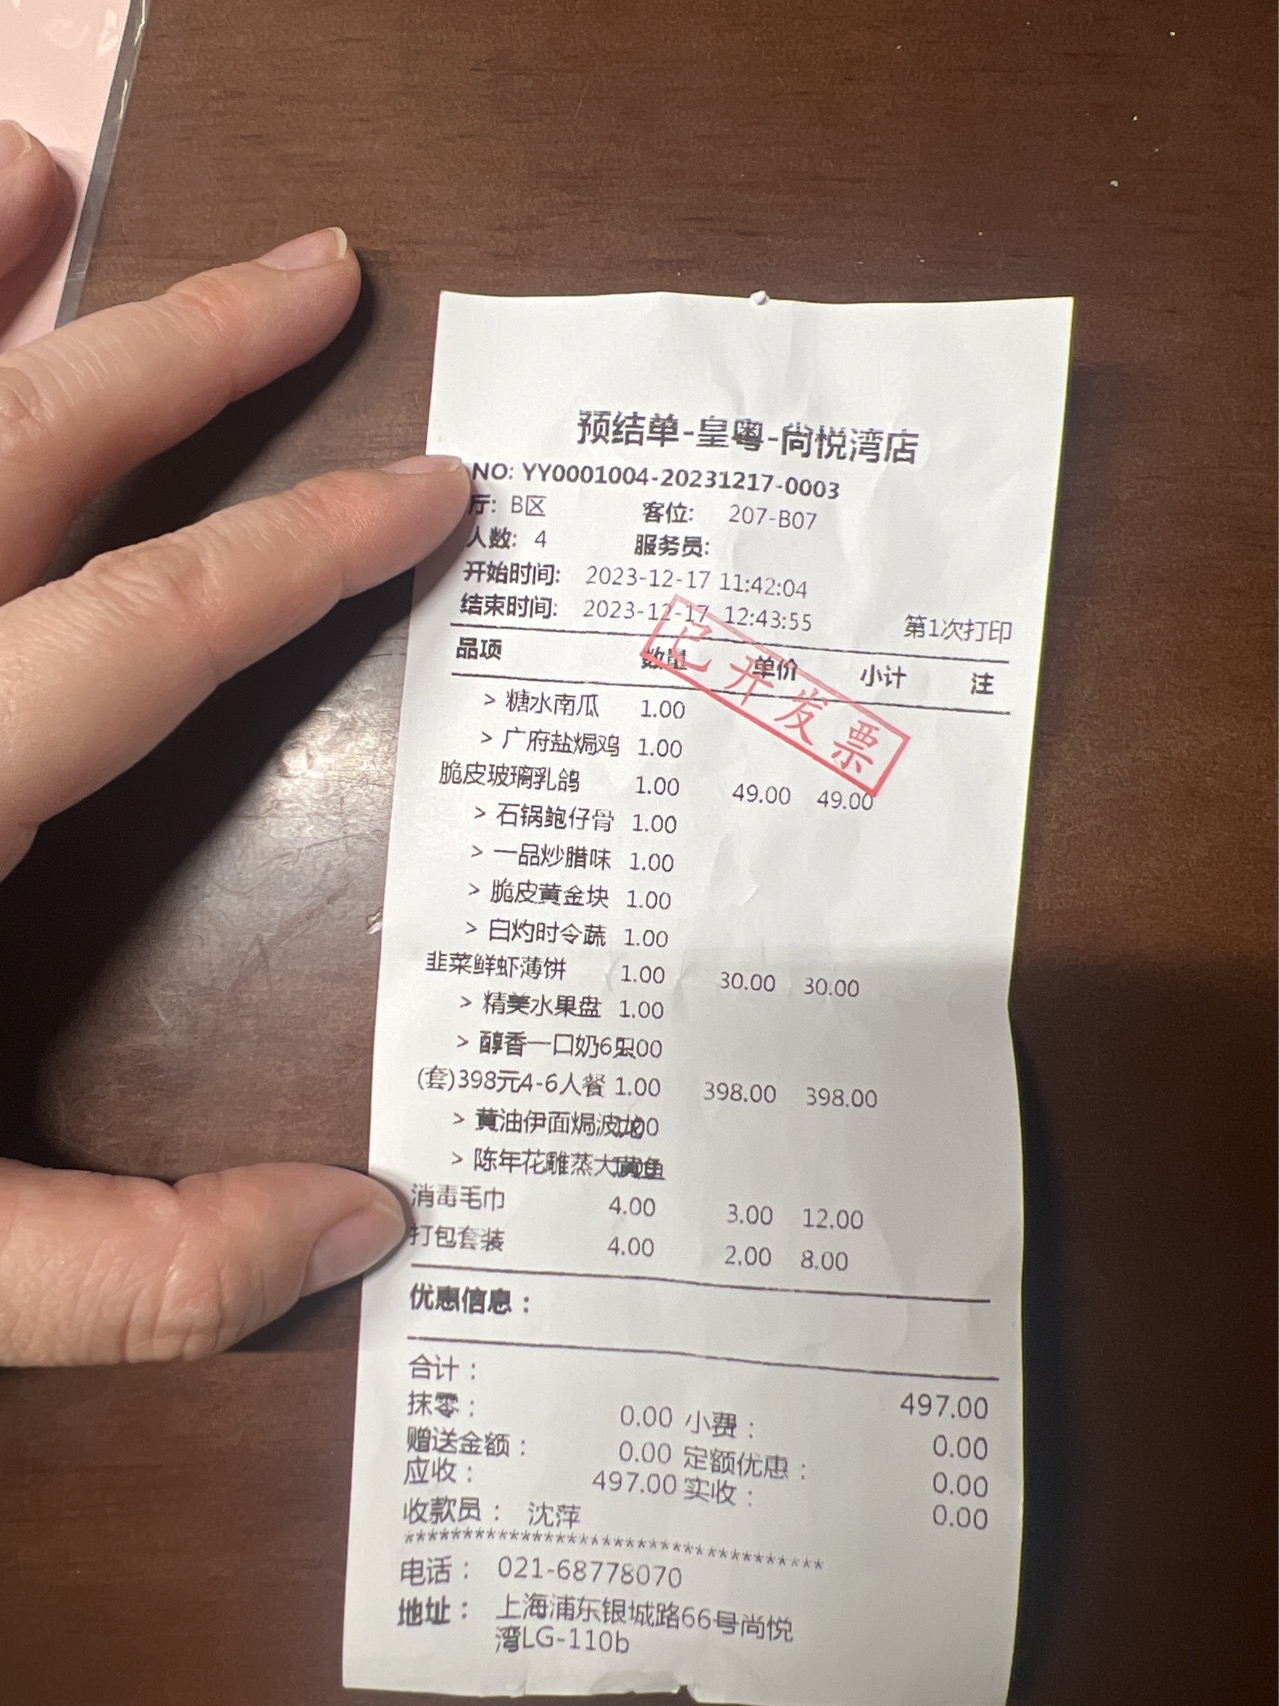 预结单-皇粤-尚悦湾店
NO: YY0001004-20231217-0003
厅: B区 客位: 207-B07
人数: 4 服务员:
开始时间: 2023-12-17 11:42:04
结束时间: 2023-12-17 12:43:55 第1次打印
品项 数量 单价 小计 注
已开发票
> 糖水南瓜 1.00
> 广府盐焗鸡 1.00
脆皮玻璃乳鸽 1.00 49.00 49.00
> 石锅鲍仔骨 1.00
> 一品炒腊味 1.00
> 脆皮黄金块 1.00
> 白灼时令蔬 1.00
韭菜鲜虾薄饼 1.00 30.00 30.00
> 精美水果盘 1.00
> 醇香一口奶6只.00
(套)398元4-6人餐 1.00 398.00 398.00
> 黄油伊面焗波龙.00
> 陈年花雕蒸大黄鱼
消毒毛巾 4.00 3.00 12.00
打包套装 4.00 2.00 8.00
优惠信息：
合计： 497.00
抹零： 0.00 小费： 0.00
赠送金额： 0.00 定额优惠： 0.00
应收： 497.00 实收： 0.00
收款员： 沈萍
**************************************
电话： 021-68778070
地址： 上海浦东银城路66号尚悦
湾LG-110b